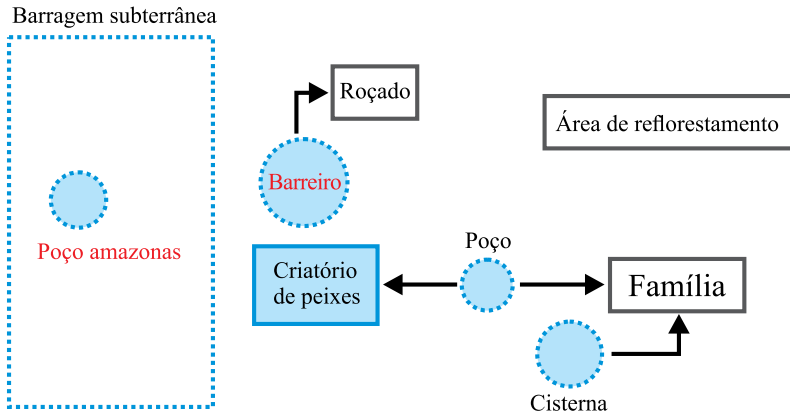 Barragem subterrânea
Roçado
Área de reflorestamento
Barreiro
Poço amazonas
Poço
Criatório
de peixes
Família
Cisterna